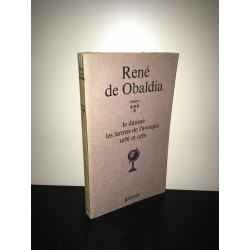 René
de Obaldia
le damné
les larmes de l'aveugle
urbi et orbi